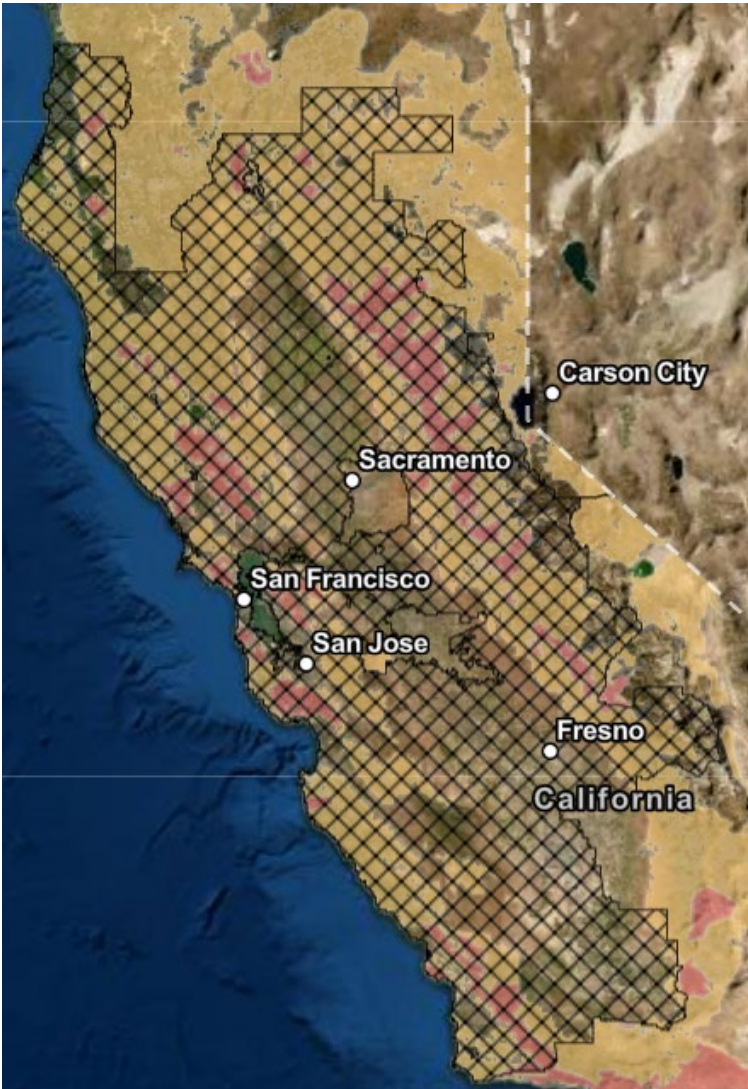 Carson City
Sacramento
San Francisco
San Jose
Fresno
California